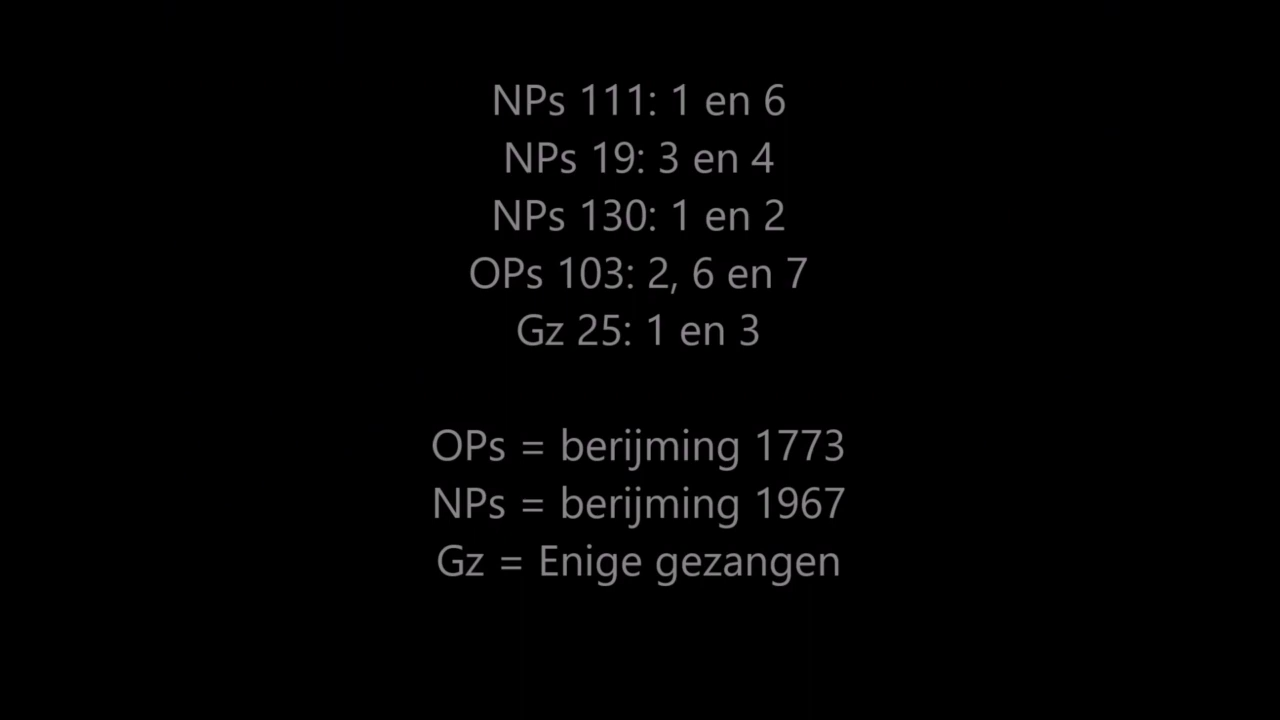 NPs 111: 1 en 6
NPs 19: 3 en 4
NPs 130: 1 en 2
OPs 103: 2, 6 en 7
Gz 25: 1 en 3
OPs = berijming 1773
NPs = berijming 1967
Gz = Enige gezangen